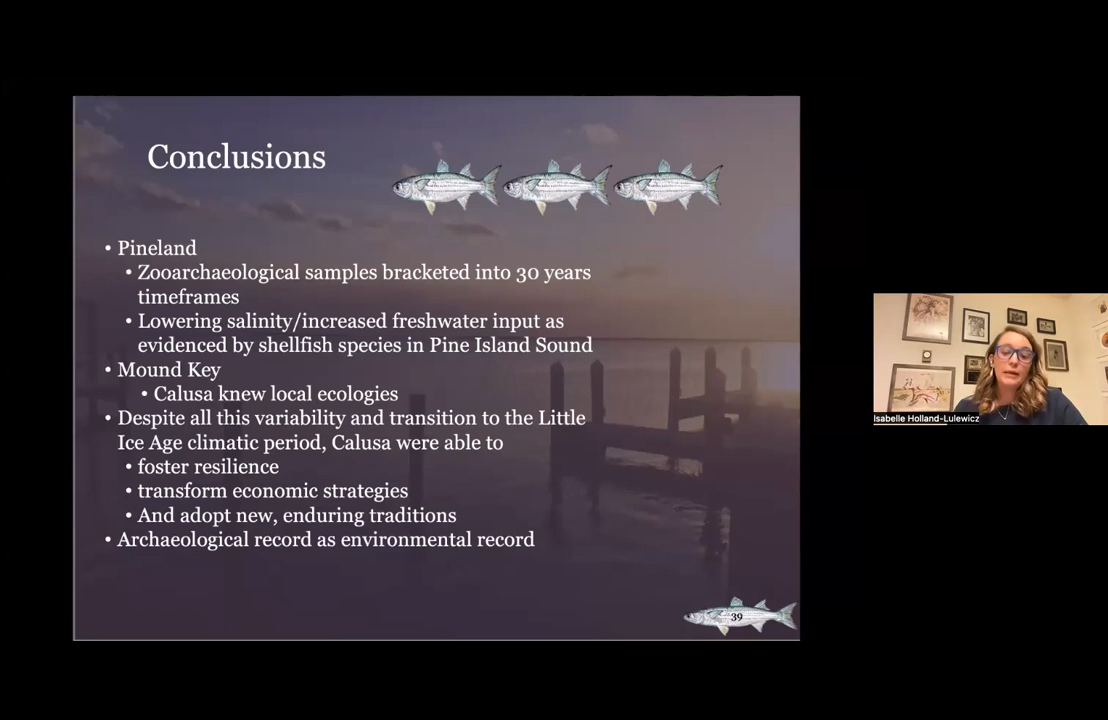 Conclusions
• Pineland
• Zooarchaeological samples bracketed into 30 years
timeframes
• Lowering salinity/increased freshwater input as
evidenced by shellfish species in Pine Island Sound
• Mound Key
• Calusa knew local ecologies
• Despite all this variability and transition to the Little
Ice Age climatic period, Calusa were able to
• foster resilience
• transform economic strategies
• And adopt new, enduring traditions
• Archaeological record as environmental record
39
Isabelle Holland-Lulewicz